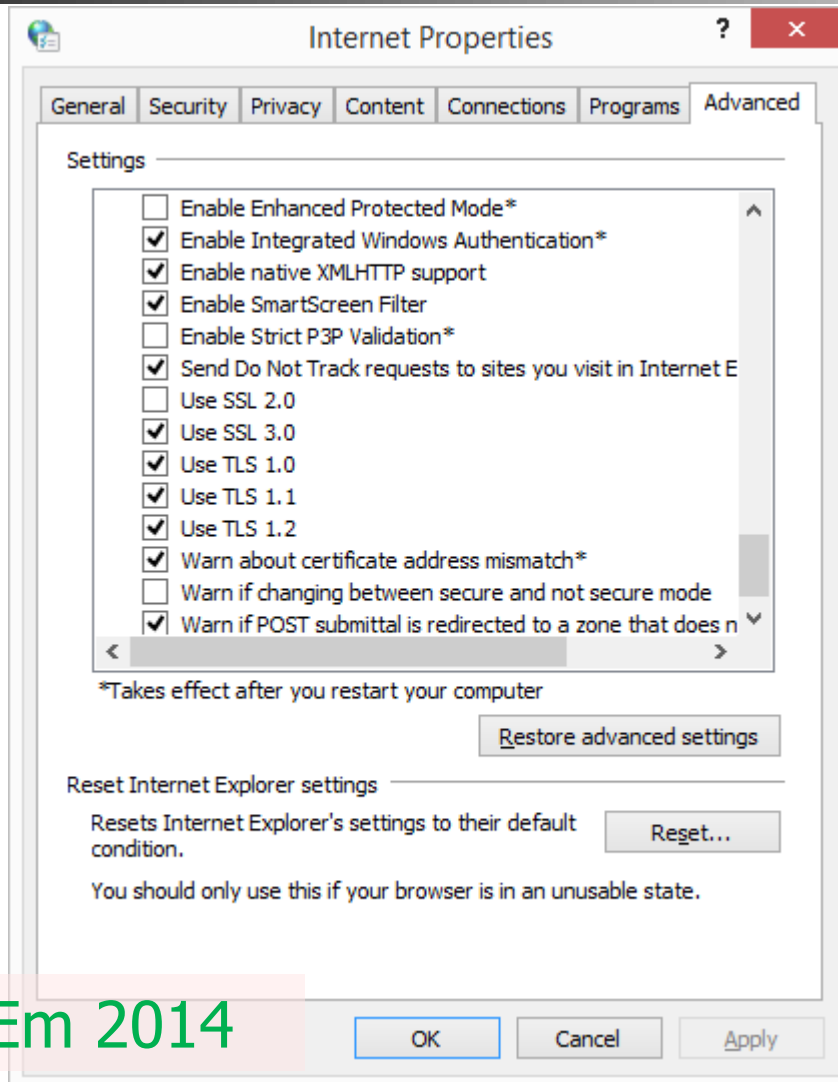 Internet Properties
?
×
General Security Privacy Content Connections Programs Advanced
Settings
Enable Enhanced Protected Mode*
Enable Integrated Windows Authentication*
Enable native XMLHTTP support
Enable SmartScreen Filter
Enable Strict P3P Validation*
Send Do Not Track requests to sites you visit in Internet E
Use SSL 2.0
Use SSL 3.0
Use TLS 1.0
Use TLS 1.1
Use TLS 1.2
Warn about certificate address mismatch*
Warn if changing between secure and not secure mode
Warn if POST submittal is redirected to a zone that does n
*Takes effect after you restart your computer
Restore advanced settings
Reset Internet Explorer settings
Resets Internet Explorer's settings to their default
condition.
Reset...
You should only use this if your browser is in an unusable state.
Em 2014
OK Cancel Apply